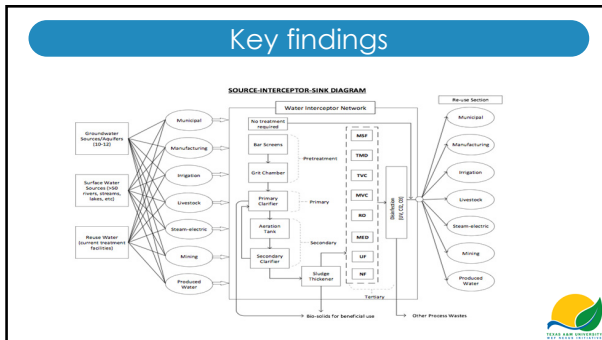 Key findings
SOURCE-INTERCEPTOR-SINK DIAGRAM
Water Interceptor Network
Re-use Section
Groundwater
Sources/Aquifers
(10-12)
Surface Water
Sources (>50
rivers, streams,
lakes, etc)
Reuse Water
(current treatment
facilities)
Municipal
Manufacturing
Irrigation
Livestock
Steam-electric
Mining
Produced
Water
No treatment
required
Bar Screens
Grit Chamber
Pretreatment
Primary
Clarifier
Primary
Aeration
Tank
Secondary
Secondary
Clarifier
Sludge
Thickener
MSF
TMD
TVC
MVC
RO
MED
UF
NF
Tertiary
Disinfection
Municipal
Manufacturing
Irrigation
Livestock
Steam-electric
Mining
Produced
Water
Bio-solids for beneficial use
Other Process Wastes
TEXAS A&M UNIVERSITY
WEF NEXUS INITIATIVE